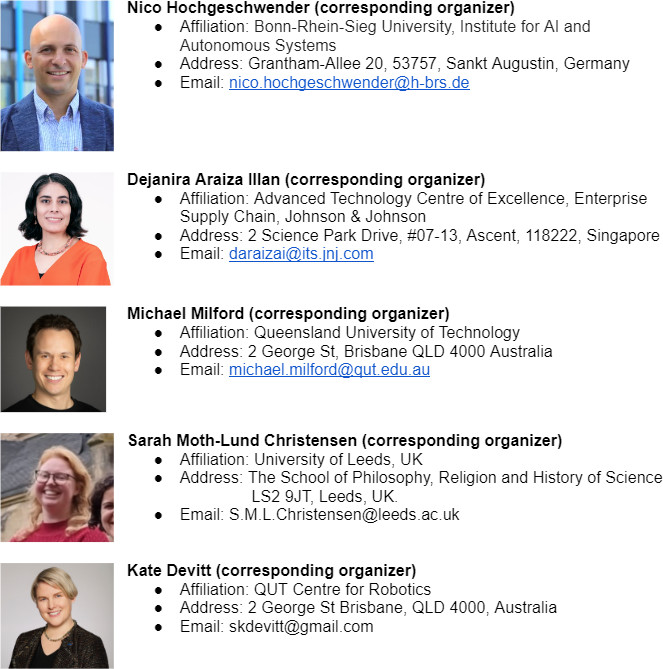 Nico Hochgeschwender (corresponding organizer)
● Affiliation: Bonn-Rhein-Sieg University, Institute for AI and
Autonomous Systems
● Address: Grantham-Allee 20, 53757, Sankt Augustin, Germany
● Email: nico.hochgeschwender@h-brs.de
Dejanira Araiza Illan (corresponding organizer)
● Affiliation: Advanced Technology Centre of Excellence, Enterprise
Supply Chain, Johnson & Johnson
● Address: 2 Science Park Drive, #07-13, Ascent, 118222, Singapore
● Email: daraizai@its.jnj.com
Michael Milford (corresponding organizer)
● Affiliation: Queensland University of Technology
● Address: 2 George St, Brisbane QLD 4000 Australia
● Email: michael.milford@qut.edu.au
Sarah Moth-Lund Christensen (corresponding organizer)
● Affiliation: University of Leeds, UK
● Address: The School of Philosophy, Religion and History of Science
LS2 9JT, Leeds, UK.
● Email: S.M.L.Christensen@leeds.ac.uk
Kate Devitt (corresponding organizer)
● Affiliation: QUT Centre for Robotics
● Address: 2 George St Brisbane, QLD 4000, Australia
● Email: skdevitt@gmail.com